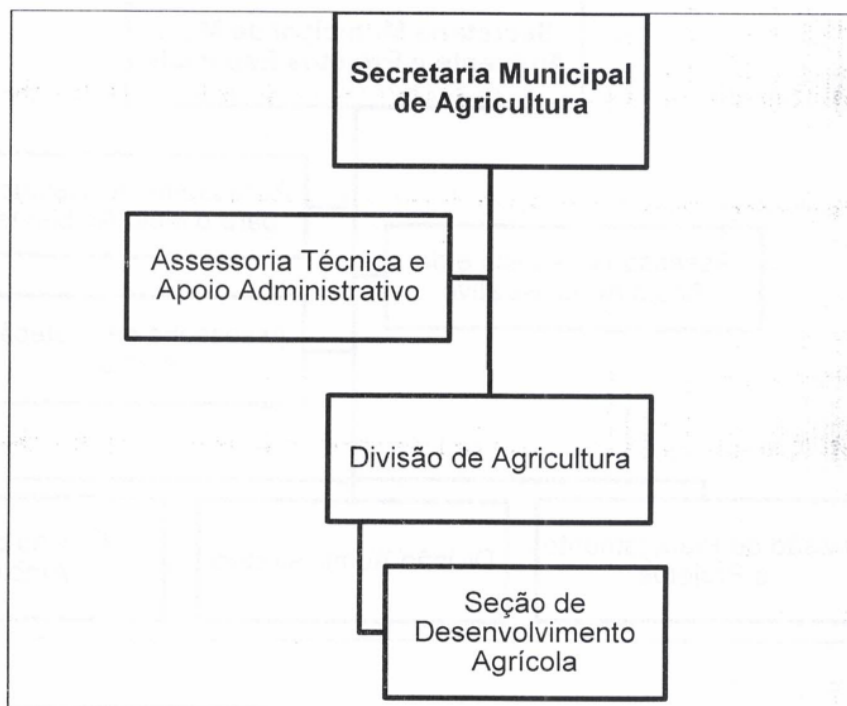 Secretaria Municipal
de Agricultura
Assessoria Técnica e
Apoio Administrativo
Divisão de Agricultura
Seção de
Desenvolvimento
Agrícola